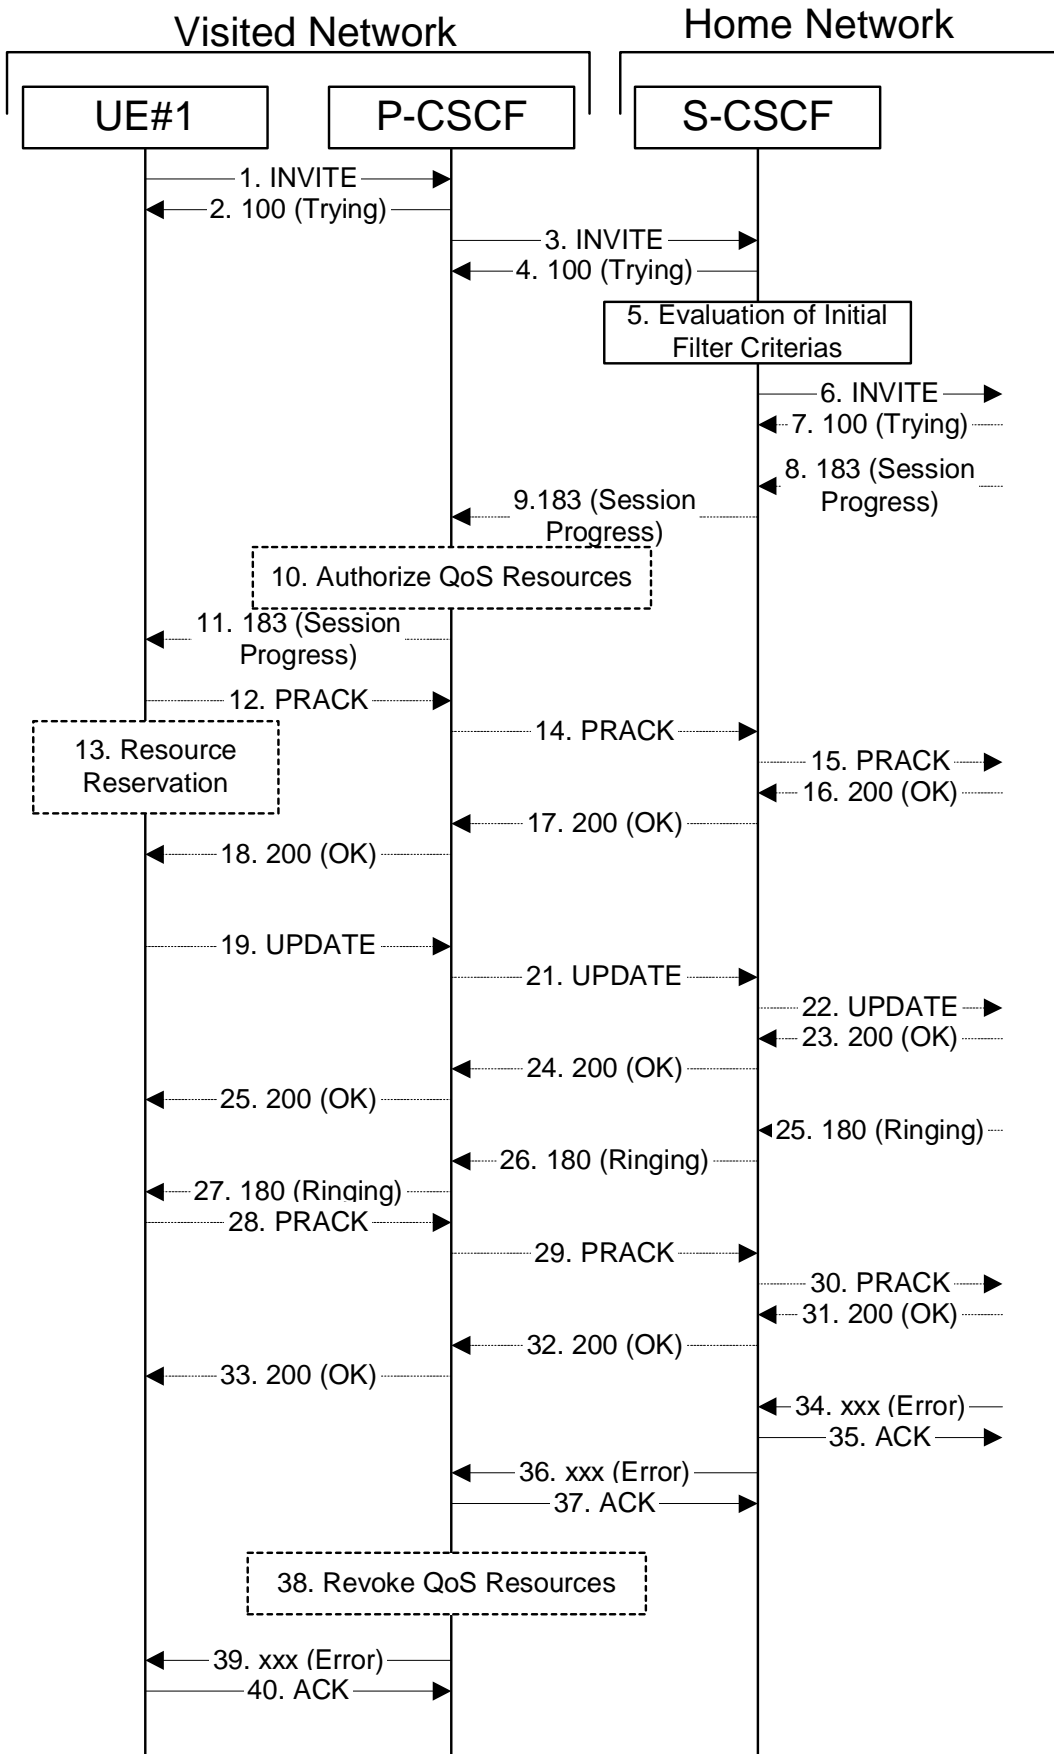 Visited Network
Home Network
UE#1
P-CSCF
S-CSCF
1. INVITE
2. 100 (Trying)
3. INVITE
4. 100 (Trying)
5. Evaluation of Initial
Filter Criterias
6. INVITE
7. 100 (Trying)
8. 183 (Session
Progress)
9.183 (Session
Progress)
10. Authorize QoS Resources
11. 183 (Session
Progress)
12. PRACK
13. Resource
Reservation
14. PRACK
15. PRACK
16. 200 (OK)
17. 200 (OK)
18. 200 (OK)
19. UPDATE
21. UPDATE
22. UPDATE
23. 200 (OK)
24. 200 (OK)
25. 200 (OK)
25. 180 (Ringing)
26. 180 (Ringing)
27. 180 (Ringing)
28. PRACK
29. PRACK
30. PRACK
31. 200 (OK)
32. 200 (OK)
33. 200 (OK)
34. xxx (Error)
35. ACK
36. xxx (Error)
37. ACK
38. Revoke QoS Resources
39. xxx (Error)
40. ACK